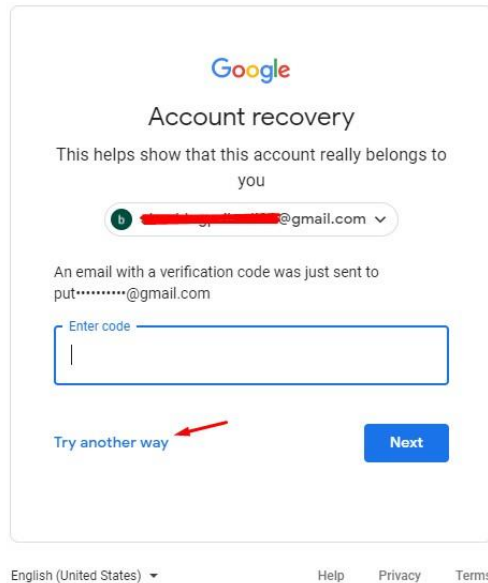 Google
Account recovery
This helps show that this account really belongs to
you
b @gmail.com
An email with a verification code was just sent to
put••••••••••@gmail.com
Enter code
Try another way
Next
English (United States)
Help Privacy Terms